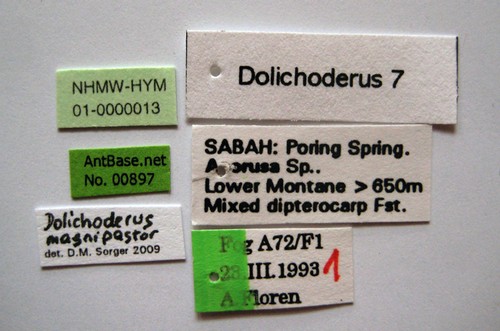 NHMW-HYM
01-0000013
AntBase.net
No. 00897
Dolichoderus
magnipastor
det. D.M. Sorger 2009
Dolichoderus 7
SABAH: Poring Spring.
Aporusa Sp..
Lower Montane > 650m
Mixed dipterocarp Fst.
Fog A72/F1
23.III.1993 1
A. Floren